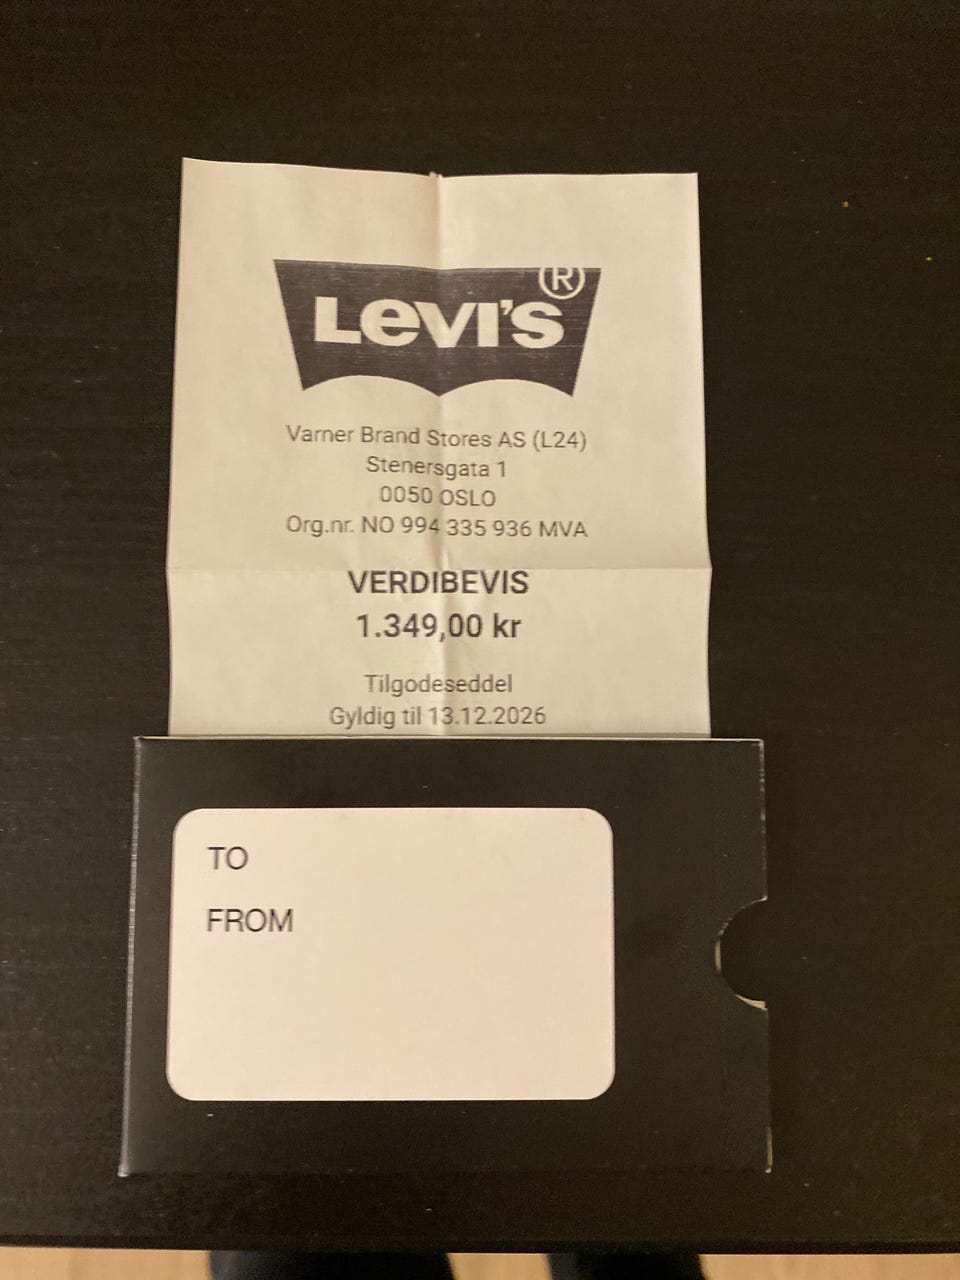 Levi's ®
Varner Brand Stores AS (L24)
Stenersgata 1
0050 OSLO
Org.nr. NO 994 335 936 MVA
VERDIBEVIS
1.349,00 kr
Tilgodeseddel
Gyldig til 13.12.2026
TO
FROM